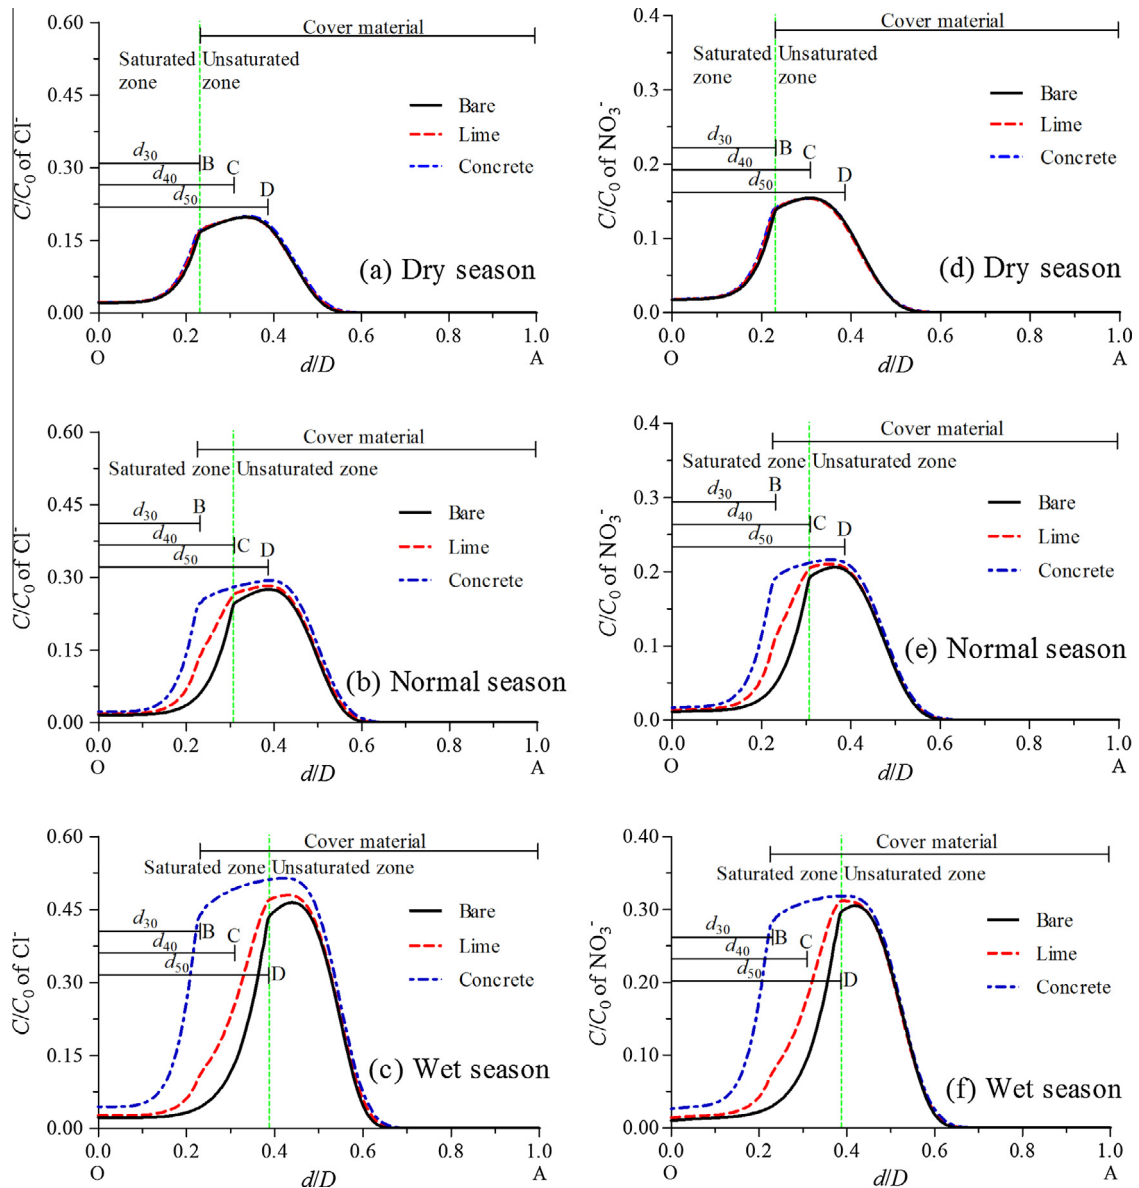 0.60
Cover material
Saturated zone
Unsaturated zone
0.45
Bare
Lime
Concrete
C/C0 of Cl-
0.30
d30
B
d40
C
d50
D
0.15
(a) Dry season
0.00
0.0 0.2 0.4 0.6 0.8 1.0
O A
d/D
0.4
Cover material
Saturated zone
Unsaturated zone
0.3
Bare
Lime
Concrete
C/C0 of NO3-
0.2
d30
B
d40
C
d50
D
0.1
(d) Dry season
0.0
0.0 0.2 0.4 0.6 0.8 1.0
O A
d/D
0.60
Cover material
Saturated zone Unsaturated zone
0.45
d30
B
d40
C
d50
D
Bare
Lime
Concrete
C/C0 of Cl-
0.30
0.15
(b) Normal season
0.00
0.0 0.2 0.4 0.6 0.8 1.0
O A
d/D
0.4
Cover material
Saturated zone Unsaturated zone
0.3
d30
B
d40
C
d50
D
Bare
Lime
Concrete
C/C0 of NO3-
0.2
0.1
(e) Normal season
0.0
0.0 0.2 0.4 0.6 0.8 1.0
O A
d/D
0.60
Cover material
Saturated zone Unsaturated zone
0.45
d30
B
d40
C
d50
D
Bare
Lime
Concrete
C/C0 of Cl-
0.30
0.15
(c) Wet season
0.00
0.0 0.2 0.4 0.6 0.8 1.0
O A
d/D
0.40
Cover material
Saturated zone Unsaturated zone
0.30
d30
B
d40
C
d50
D
Bare
Lime
Concrete
C/C0 of NO3-
0.20
0.10
(f) Wet season
0.00
0.0 0.2 0.4 0.6 0.8 1.0
O A
d/D